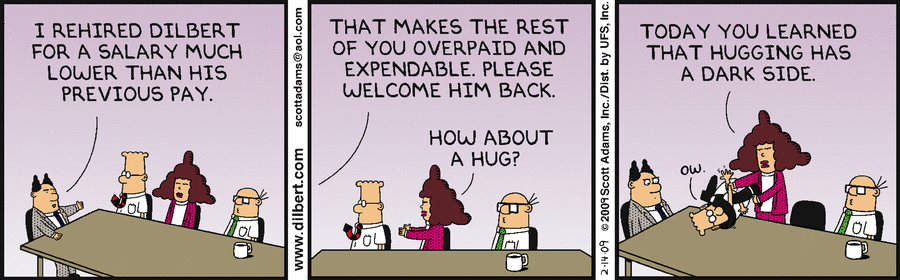 I REHIRED DILBERT
FOR A SALARY MUCH
LOWER THAN HIS
PREVIOUS PAY.
www.dilbert.com
scottadams@aol.com
THAT MAKES THE REST
OF YOU OVERPAID AND
EXPENDABLE. PLEASE
WELCOME HIM BACK.
HOW ABOUT
A HUG?
2-14-09 ©2009 Scott Adams, Inc./Dist. by UFS, Inc.
TODAY YOU LEARNED
THAT HUGGING HAS
A DARK SIDE.
OW.